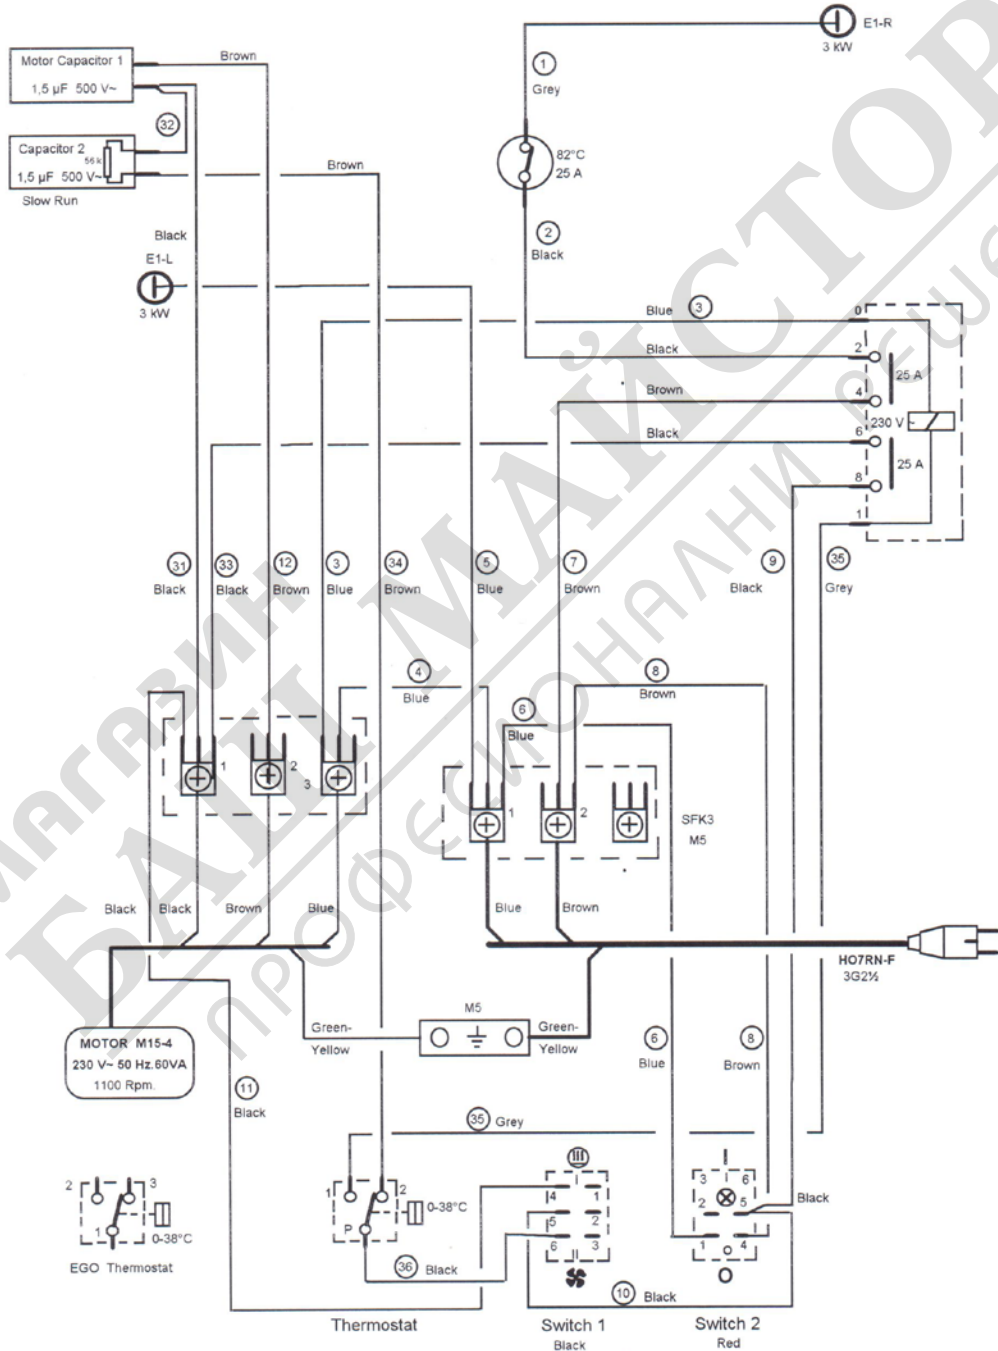 E1-R
3 kW
Motor Capacitor 1
1,5 µF 500 V~
Brown
1
Grey
32
Capacitor 2
56 k
1,5 µF 500 V~
Slow Run
Brown
82°C
25 A
2
Black
Black
E1-L
3 kW
Blue 3
0
Black
2
25 A
Brown
4
230 V ~
Black
6
25 A
8
1
31
Black
33
Black
12
Brown
3
Blue
34
Brown
5
Blue
7
Brown
9
Black
35
Grey
4
Blue
8
Brown
6
Blue
1
2
3
1
2
SFK3
M5
Black
Black
Brown
Blue
Blue
Brown
HO7RN-F
3G2½
M5
Green-
Yellow
Green-
Yellow
MOTOR M15-4
230 V~ 50 Hz.60VA
1100 Rpm.
6
Blue
8
Brown
11
Black
35 Grey
2
3
1
0-38°C
EGO Thermostat
1
2
P
0-38°C
36 Black
Thermostat
4 1
5 2
6 3
II
Switch 1
Black
10 Black
I
3 6
2 5
1 4
O
Black
Switch 2
Red
МАГАЗИН
БАШ МАЙСТОР
ПРОФЕСИОНАЛНИ РЕШЕ